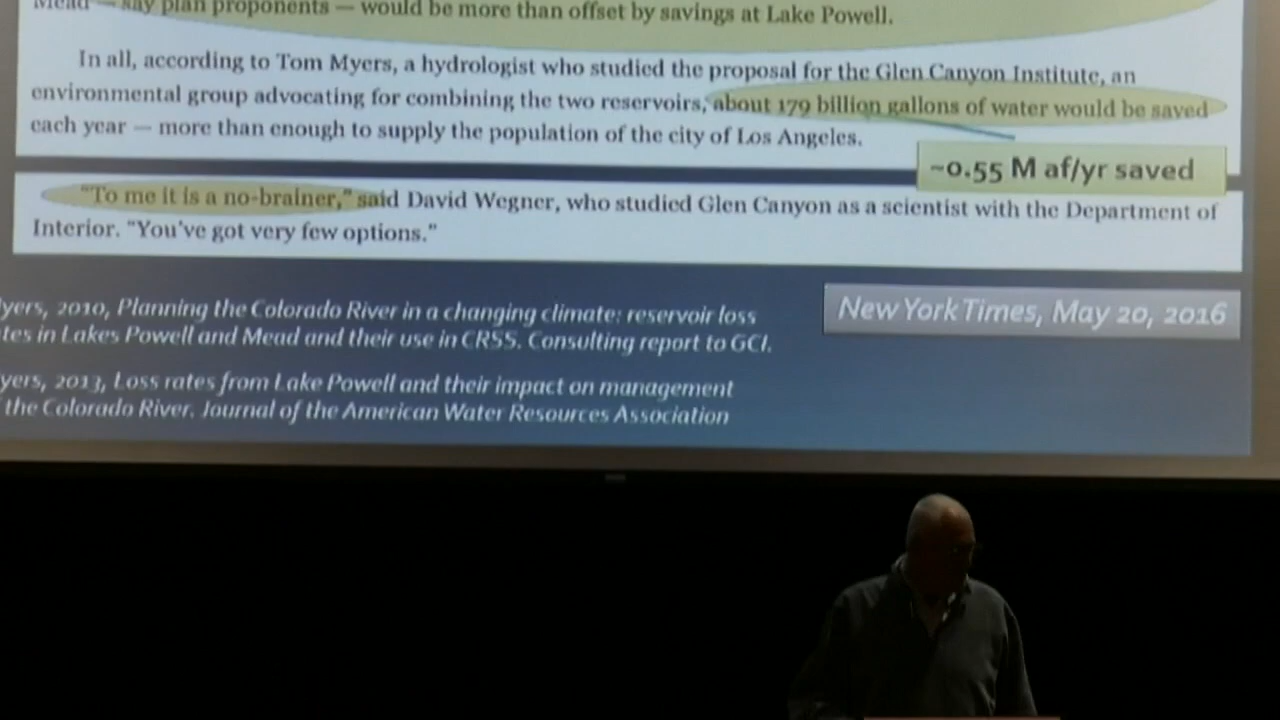 Mead — say plan proponents — would be more than offset by savings at Lake Powell.
In all, according to Tom Myers, a hydrologist who studied the proposal for the Glen Canyon Institute, an
environmental group advocating for combining the two reservoirs, about 179 billion gallons of water would be saved
each year — more than enough to supply the population of the city of Los Angeles.
~0.55 M af/yr saved
"To me it is a no-brainer," said David Wegner, who studied Glen Canyon as a scientist with the Department of
Interior. "You've got very few options."
New York Times, May 20, 2016
yers, 2010, Planning the Colorado River in a changing climate: reservoir loss
tes in Lakes Powell and Mead and their use in CRSS. Consulting report to GCI.
yers, 2013, Loss rates from Lake Powell and their impact on management
the Colorado River. Journal of the American Water Resources Association